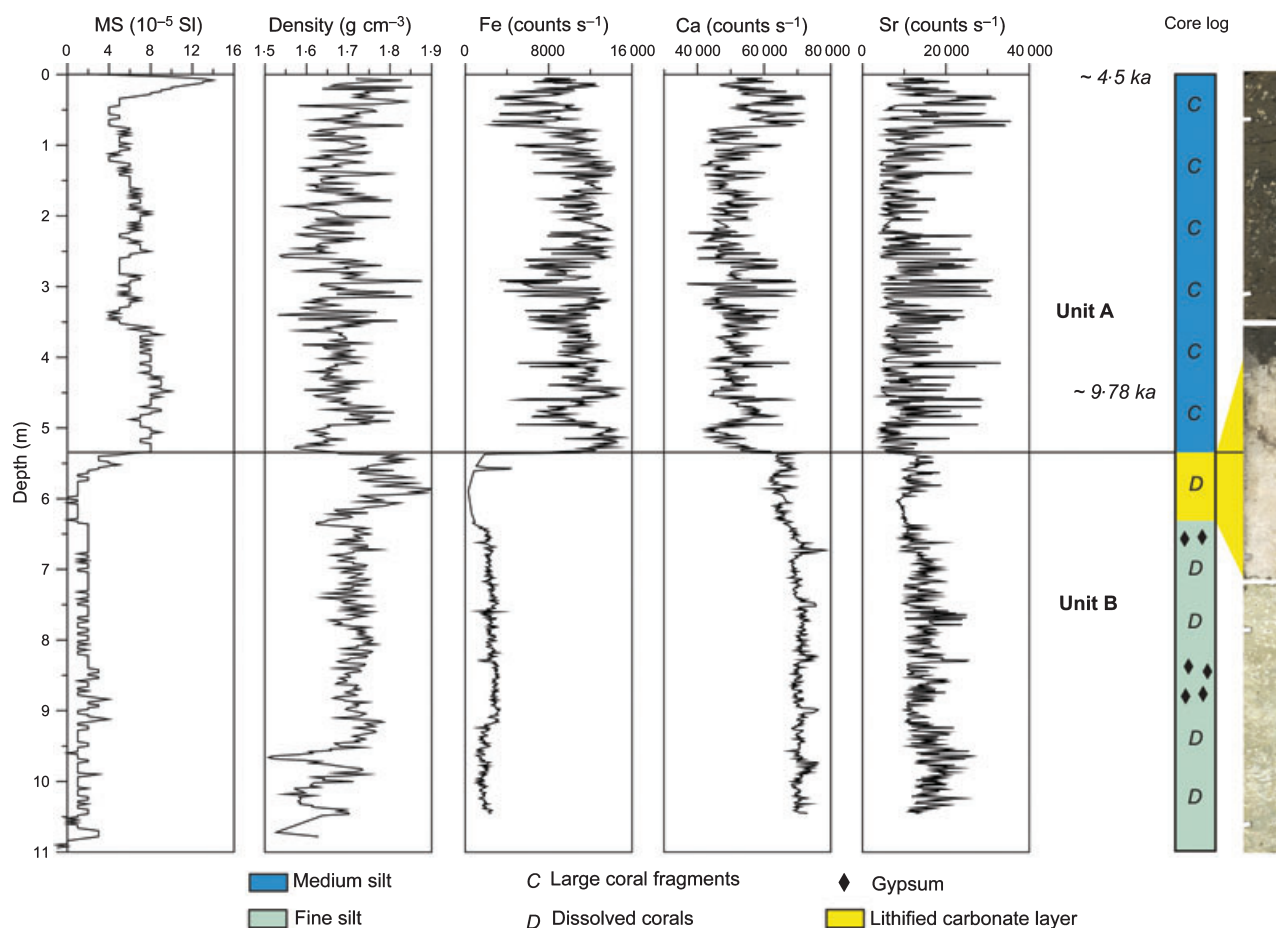 MS (10⁻⁵ SI) Density (g cm⁻³) Fe (counts s⁻¹) Ca (counts s⁻¹) Sr (counts s⁻¹) Core log
0 4 8 12 16 1·5 1·6 1·7 1·8 1·9 0 8000 16 000 40 000 60 000 80 000 0 20 000 40 000
0
~ 4·5 ka
C
1
C
2
C
3
C
Unit A
4
C
~ 9·78 ka
C
5
Depth (m)
6
D
7
D
Unit B
D
8
9
D
10
D
11
Medium silt C Large coral fragments Gypsum
Fine silt D Dissolved corals Lithified carbonate layer